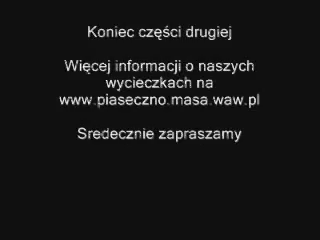 Koniec części drugiej
Więcej informacji o naszych
wycieczkach na
www.piaseczno.masa.waw.pl
Sredecznie zapraszamy